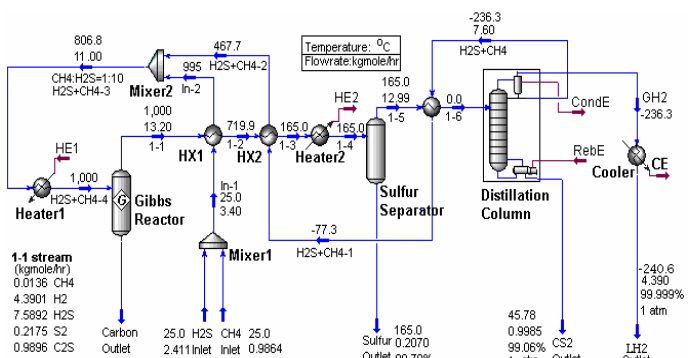 -236.3
7.60
H2S+CH4
806.8
11.00
CH4:H2S=1:10
H2S+CH4-3
Mixer2
467.7
H2S+CH4-2
995
In-2
Temperature: °C
Flowrate:kgmole/hr
165.0
12.99
1-5
0.0
1-6
CondE
GH2
-236.3
RebE
Cooler
CE
Distillation
Column
HE1
1,000
H2S+CH4-4
Heater1
1,000
13.20
1-1
HX1
719.9
1-2
HX2
165.0
1-3
HE2
165.0
1-4
Heater2
Sulfur
Separator
G
Gibbs
Reactor
In-1
25.0
3.40
Mixer1
-77.3
H2S+CH4-1
1-1 stream
(kgmole/hr)
0.0136 CH4
4.3901 H2
7.5892 H2S
0.2175 S2
0.9896 C2S
Carbon
Outlet
25.0 H2S CH4 25.0
2.411 Inlet Inlet 0.9864
165.0
Sulfur 0.2070
Outlet
45.78
0.9985
99.06% CS2
1 atm
-240.6
4.390
99.999%
1 atm
LH2